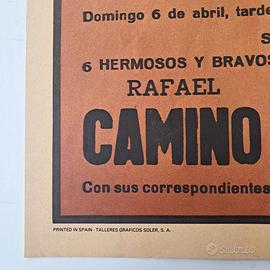 Domingo 6 de abril, tarde
S
6 HERMOSOS Y BRAVOS
RAFAEL
CAMINO
Con sus correspondientes
PRINTED IN SPAIN - TALLERES GRAFICOS SOLER, S. A.
subito.it